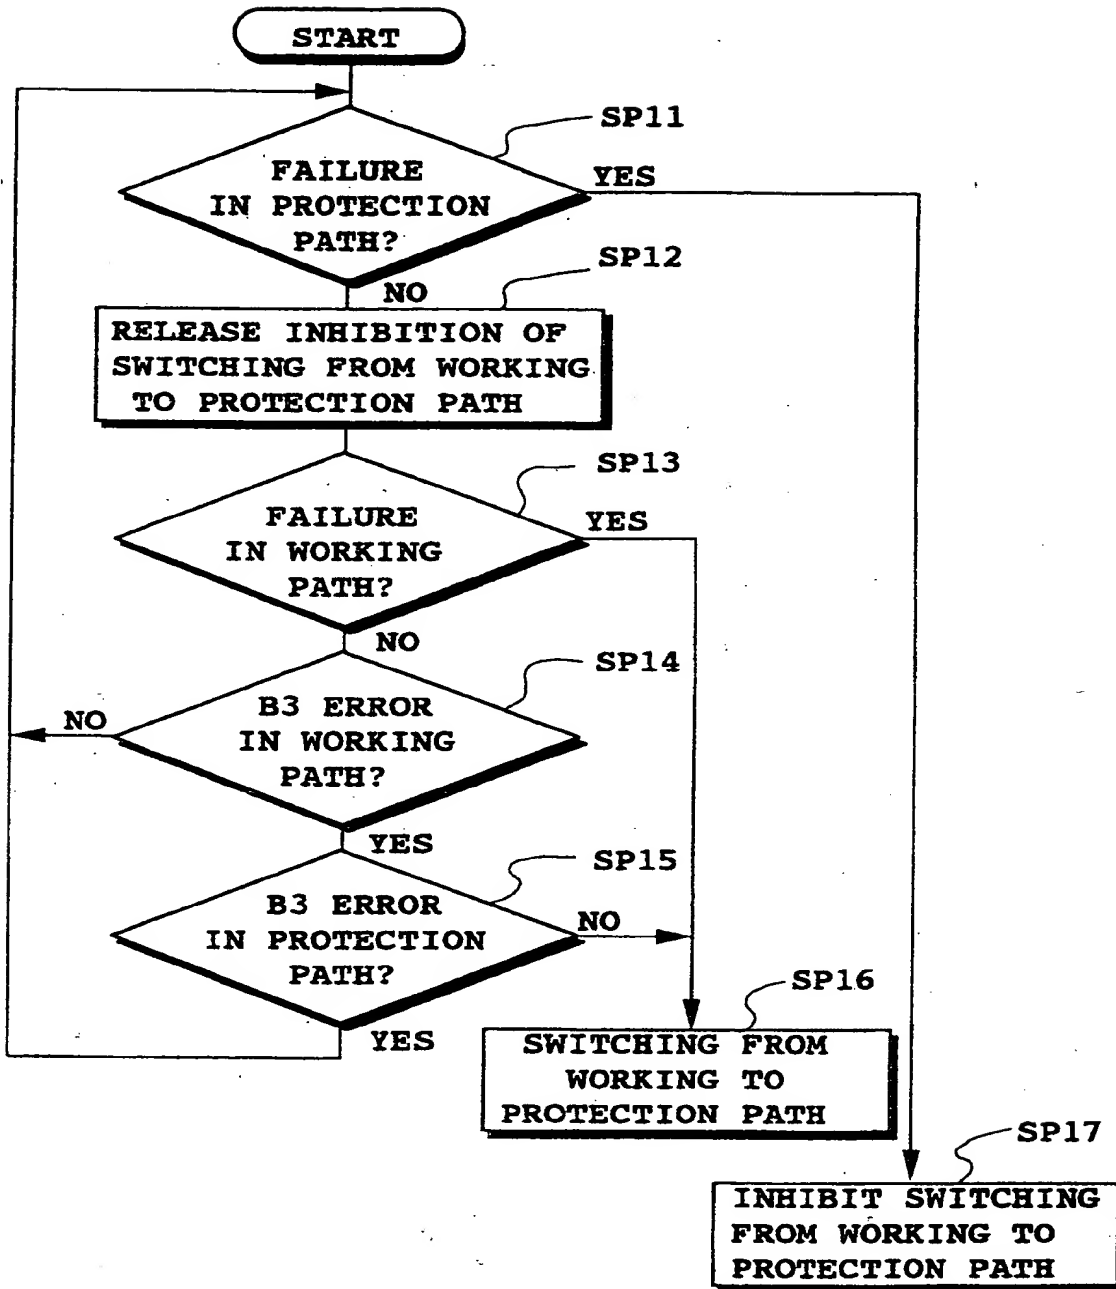 START
SP11
FAILURE
IN PROTECTION
PATH?
YES
NO
SP12
RELEASE INHIBITION OF
SWITCHING FROM WORKING
TO PROTECTION PATH
SP13
FAILURE
IN WORKING
PATH?
YES
NO
SP14
B3 ERROR
IN WORKING
PATH?
NO
YES
SP15
B3 ERROR
IN PROTECTION
PATH?
NO
YES
SP16
SWITCHING FROM
WORKING TO
PROTECTION PATH
SP17
INHIBIT SWITCHING
FROM WORKING TO
PROTECTION PATH